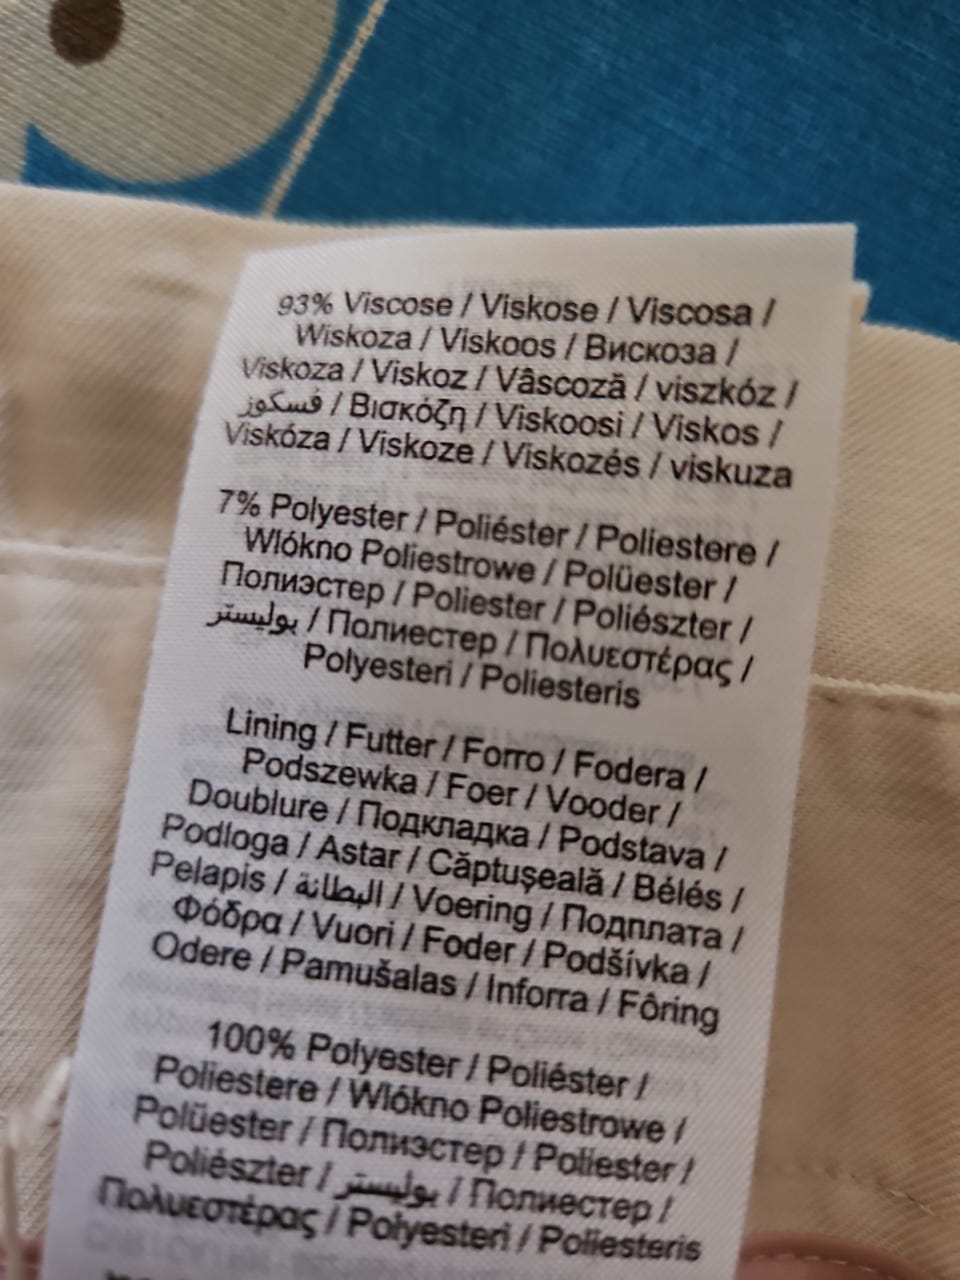 93% Viscose / Viskose / Viscosa /
Wiskoza / Viskoos / Вискоза /
Viskoza / Viskoz / Vâscoză / viszkóz /
فسكوز / Βισκόζη / Viskoosi / Viskos /
Viskóza / Viskoze / Viskozés / viskuza
7% Polyester / Poliéster / Poliestere /
Wlókno Poliestrowe / Polüester /
Полиэстер / Poliester / Poliészter /
بوليستر / Полиестер / Πολυεστέρας /
Polyesteri / Poliesteris
Lining / Futter / Forro / Fodera /
Podszewka / Foer / Vooder /
Doublure / Подкладка / Podstava /
Podloga / Astar / Căptușeală / Bélés /
Pelapis / البطانة / Voering / Подплата /
Φόδρα / Vuori / Foder / Podšívka /
Odere / Pamušalas / Inforra / Fôring
100% Polyester / Poliéster /
Poliestere / Wlókno Poliestrowe /
Polüester / Полиэстер / Poliester /
Poliészter / بوليستر / Полиестер /
Πολυεστέρας / Polyesteri / Poliesteris